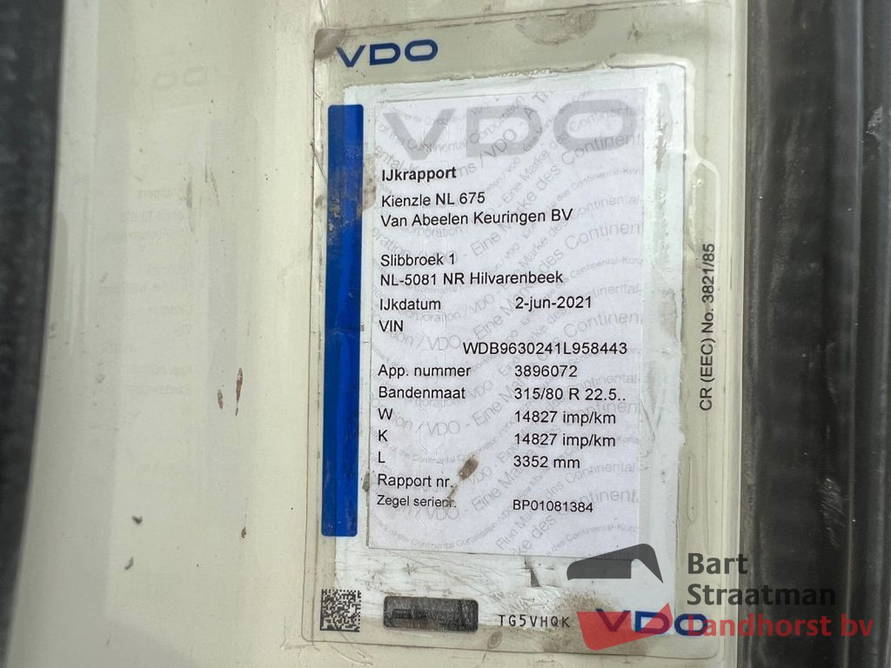 VDO
VDO
IJkrapport
Kienzle NL 675
Van Abeelen Keuringen BV
Slibbroek 1
NL-5081 NR Hilvarenbeek
IJkdatum 2-jun-2021
VIN
WDB9630241L958443
App. nummer 3896072
Bandenmaat 315/80 R 22.5..
W 14827 imp/km
K 14827 imp/km
L 3352 mm
Rapport nr.
Zegel serienr. BP01081384
CR (EEC) No. 3821/85
TG5VHQK
VDO
Bart
Straatman
Landhorst bv